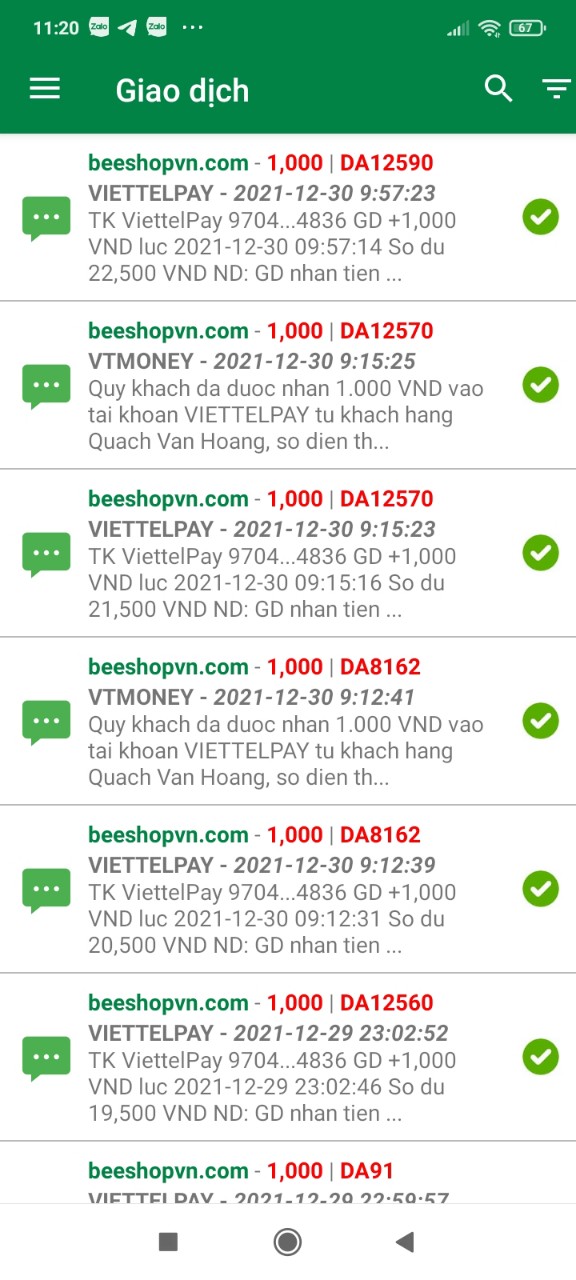 11:20 Zalo Zalo ... 67
Giao dịch
beeshopvn.com - 1,000 | DA12590
VIETTELPAY - 2021-12-30 9:57:23
TK ViettelPay 9704...4836 GD +1,000
VND luc 2021-12-30 09:57:14 So du
22,500 VND ND: GD nhan tien ...
beeshopvn.com - 1,000 | DA12570
VTMONEY - 2021-12-30 9:15:25
Quy khach da duoc nhan 1.000 VND vao
tai khoan VIETTELPAY tu khach hang
Quach Van Hoang, so dien th...
beeshopvn.com - 1,000 | DA12570
VIETTELPAY - 2021-12-30 9:15:23
TK ViettelPay 9704...4836 GD +1,000
VND luc 2021-12-30 09:15:16 So du
21,500 VND ND: GD nhan tien ...
beeshopvn.com - 1,000 | DA8162
VTMONEY - 2021-12-30 9:12:41
Quy khach da duoc nhan 1.000 VND vao
tai khoan VIETTELPAY tu khach hang
Quach Van Hoang, so dien th...
beeshopvn.com - 1,000 | DA8162
VIETTELPAY - 2021-12-30 9:12:39
TK ViettelPay 9704...4836 GD +1,000
VND luc 2021-12-30 09:12:31 So du
20,500 VND ND: GD nhan tien ...
beeshopvn.com - 1,000 | DA12560
VIETTELPAY - 2021-12-29 23:02:52
TK ViettelPay 9704...4836 GD +1,000
VND luc 2021-12-29 23:02:46 So du
19,500 VND ND: GD nhan tien ...
beeshopvn.com - 1,000 | DA91
VIETTELPAY - 2021-12-29 22:59:57